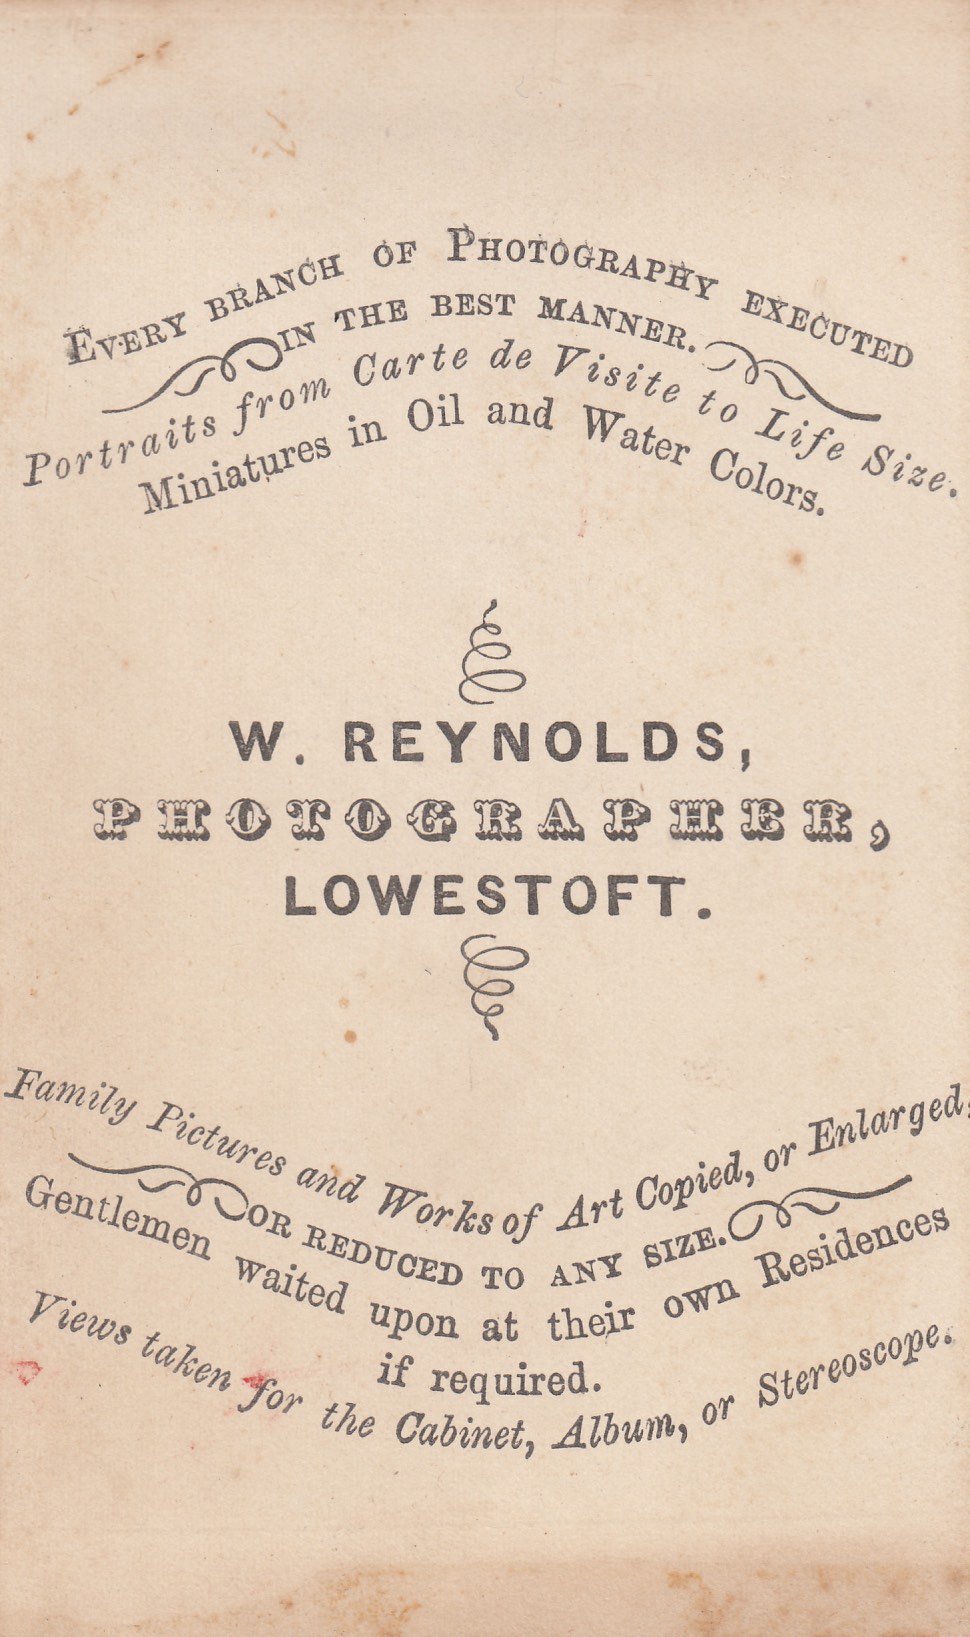 Every branch of Photography executed
in the best manner.
Portraits from Carte de Visite to Life Size.
Miniatures in Oil and Water Colors.
W. REYNOLDS,
PHOTOGRAPHER,
LOWESTOFT.
Family Pictures and Works of Art Copied, or Enlarged,
or reduced to any size.
Gentlemen waited upon at their own Residences
if required.
Views taken for the Cabinet, Album, or Stereoscope.